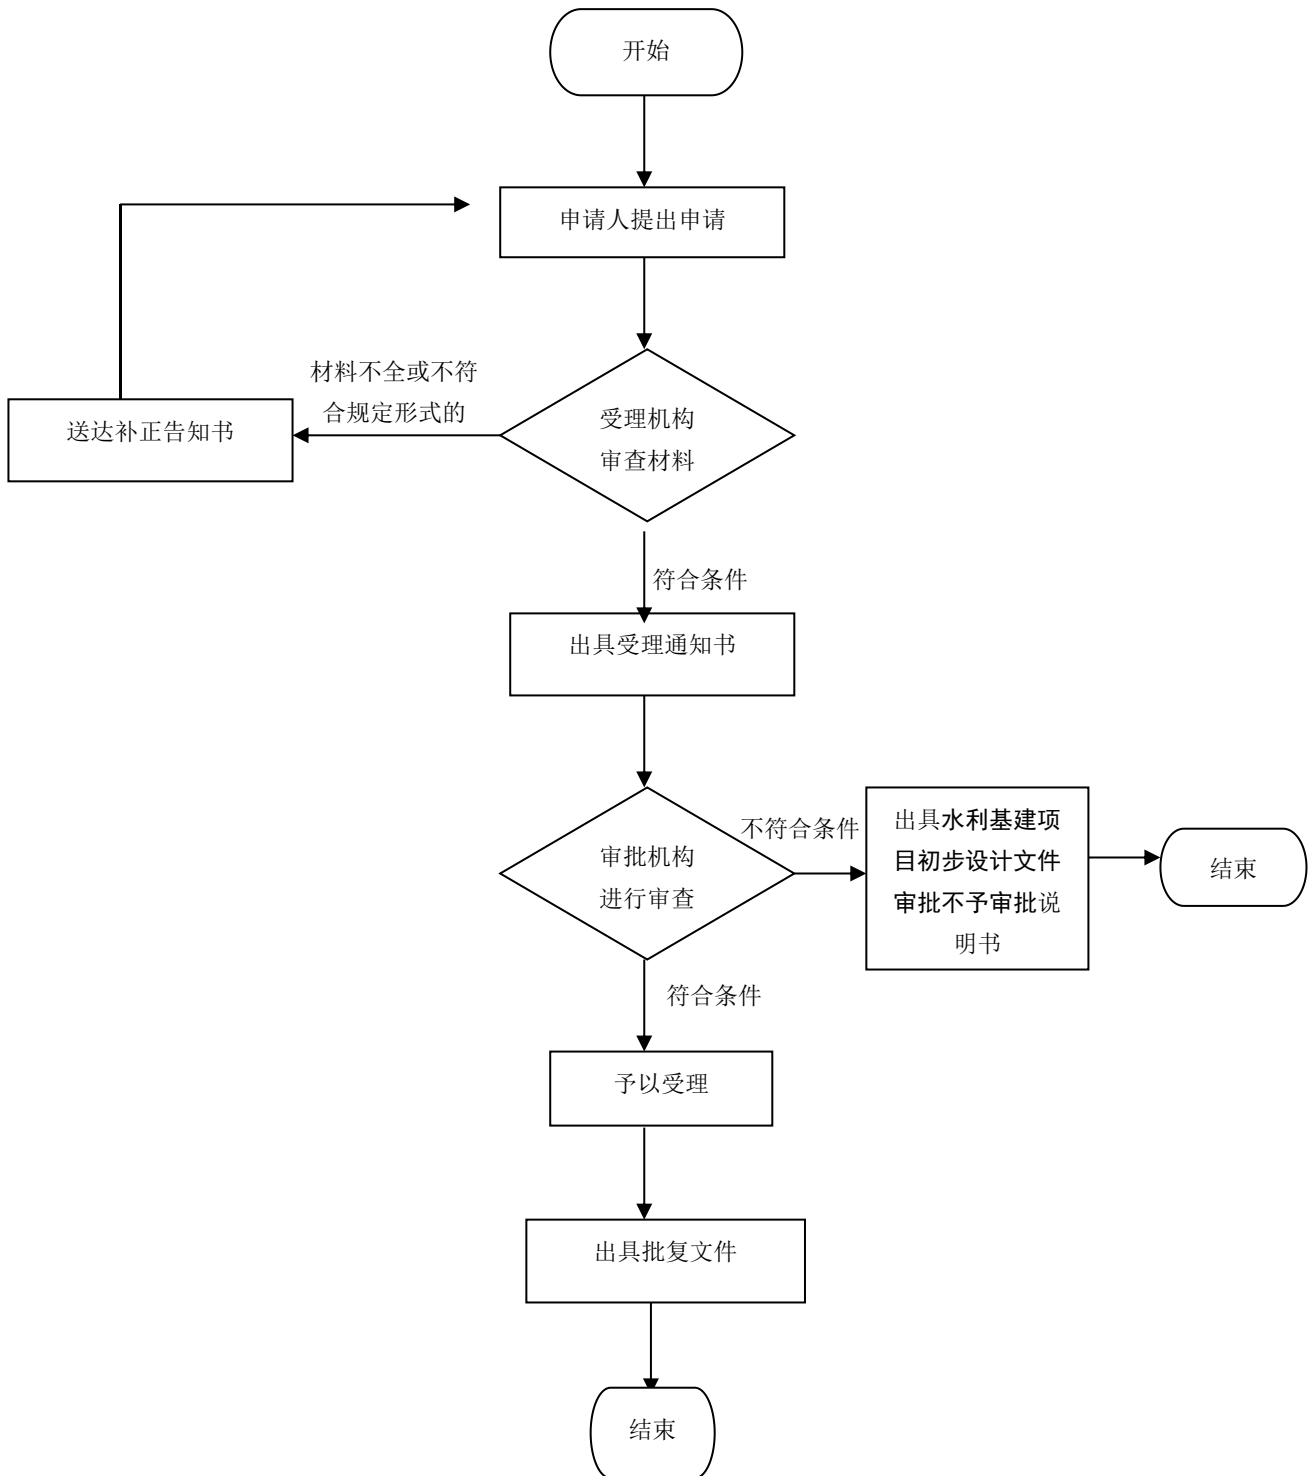 开始
申请人提出申请
材料不全或不符
合规定形式的
送达补正告知书
受理机构
审查材料
符合条件
出具受理通知书
不符合条件
审批机构
进行审查
出具水利基建项
目初步设计文件
审批不予审批说
明书
结束
符合条件
予以受理
出具批复文件
结束